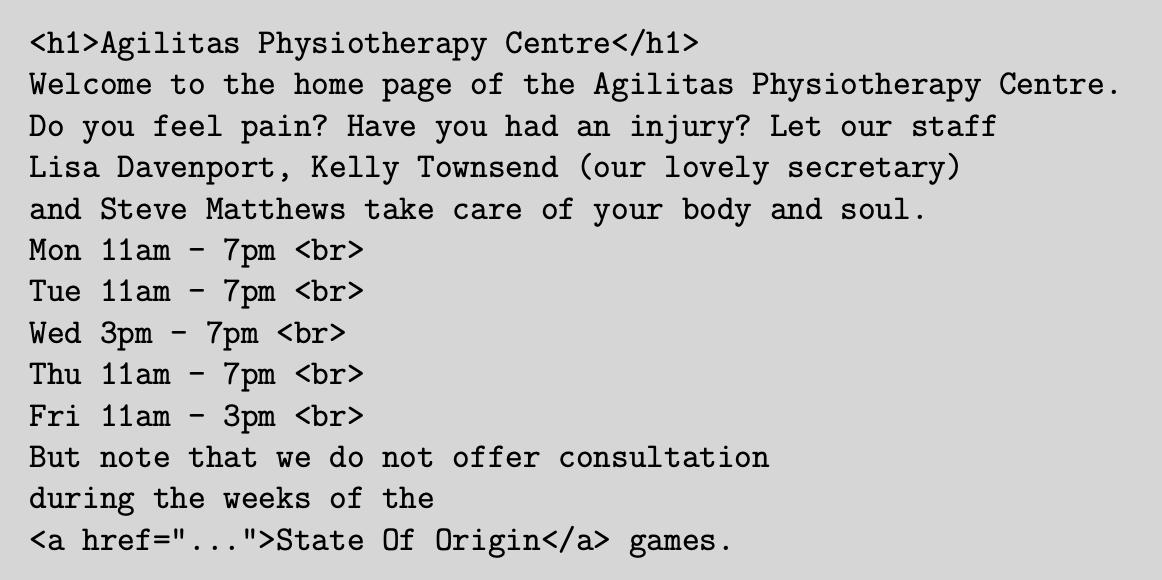 <h1>Agilitas Physiotherapy Centre</h1>
Welcome to the home page of the Agilitas Physiotherapy Centre.
Do you feel pain? Have you had an injury? Let our staff
Lisa Davenport, Kelly Townsend (our lovely secretary)
and Steve Matthews take care of your body and soul.
Mon 11am - 7pm <br>
Tue 11am - 7pm <br>
Wed 3pm - 7pm <br>
Thu 11am - 7pm <br>
Fri 11am - 3pm <br>
But note that we do not offer consultation
during the weeks of the
<a href="...">State Of Origin</a> games.